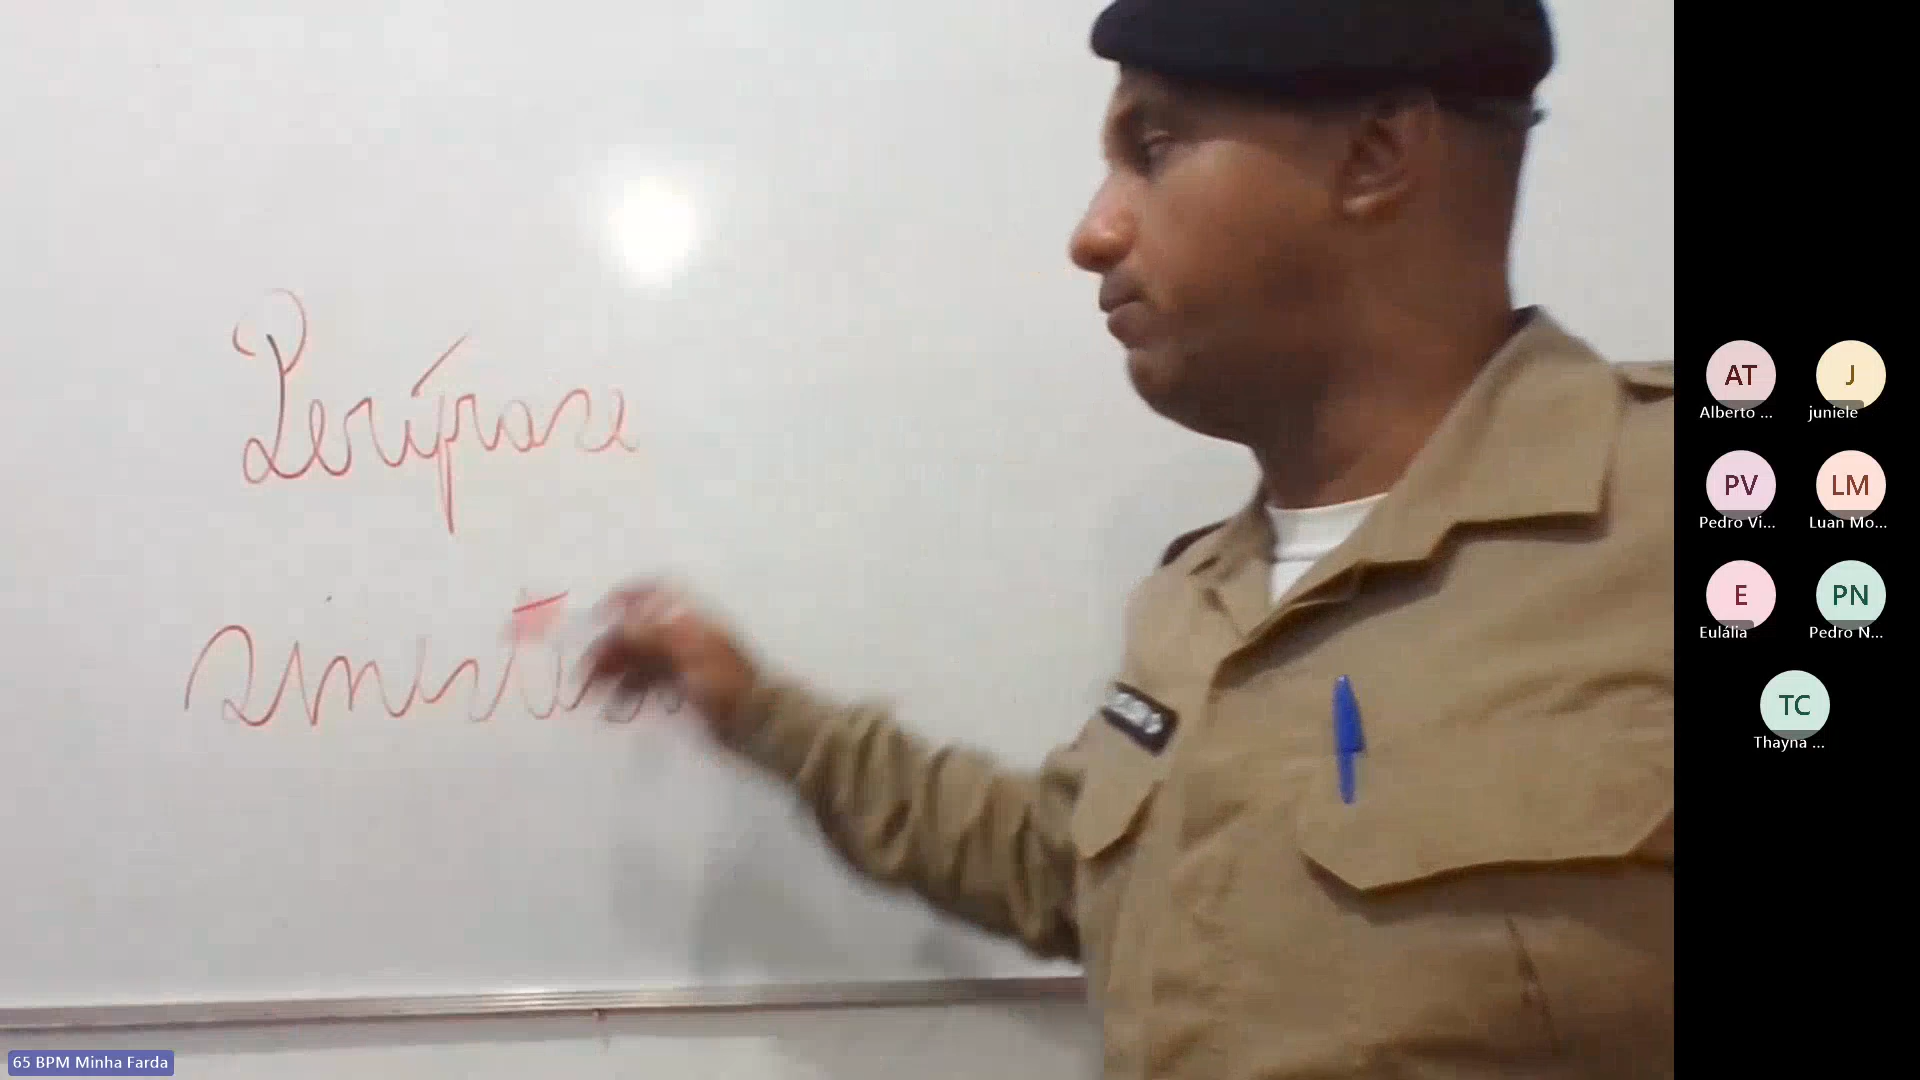 Perífrase
sinestesia
AT
J
Alberto ...
juniele
PV
LM
Pedro Vi...
Luan Mo...
E
PN
Eulália
Pedro N...
TC
Thayna ...
65 BPM Minha Farda